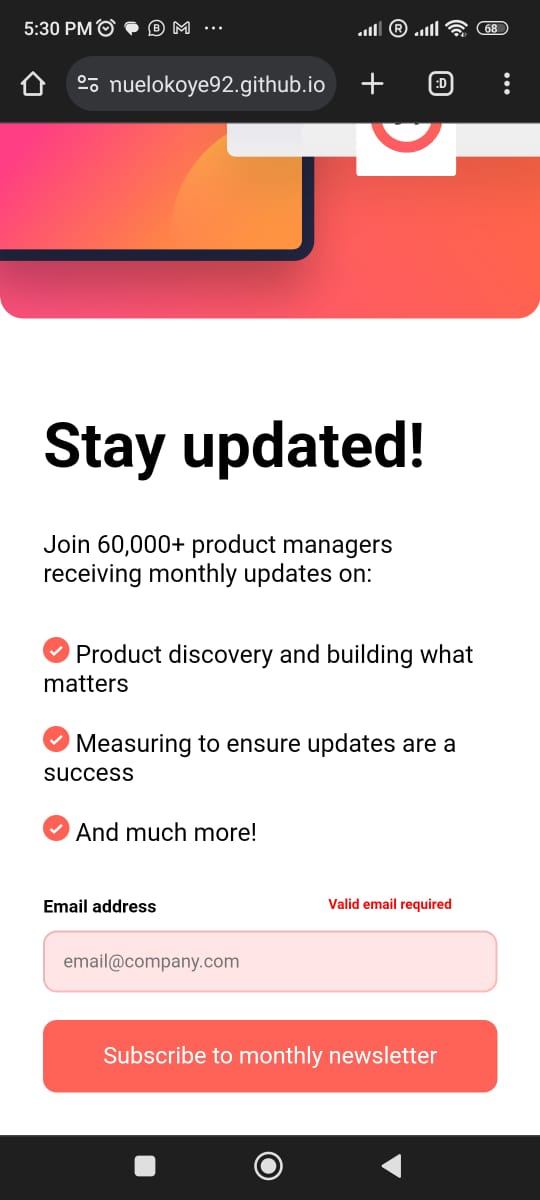 5:30 PM
68
nuelokoye92.github.io
:D
Stay updated!
Join 60,000+ product managers
receiving monthly updates on:
Product discovery and building what
matters
Measuring to ensure updates are a
success
And much more!
Email address
Valid email required
email@company.com
Subscribe to monthly newsletter